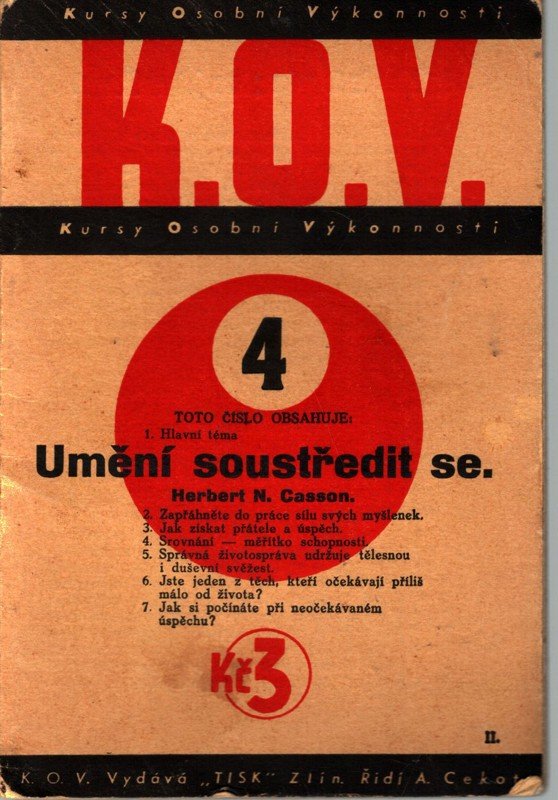 Kursy Osobní Výkonnosti
K.O.V.
Kursy Osobní Výkonnosti
4
TOTO ČÍSLO OBSAHUJE:
1. Hlavní téma
Umění soustředit se.
Herbert N. Casson.
2. Zapřáhněte do práce sílu svých myšlenek.
3. Jak získat přátele a úspěch.
4. Srovnání — měřítko schopností.
5. Správná životospráva udržuje tělesnou
i duševní svěžest.
6. Jste jeden z těch, kteří očekávají příliš
málo od života?
7. Jak si počínáte při neočekávaném
úspěchu?
Kč 3
II.
K. O. V. Vydává „TISK" Zlín. Řídí A. Cekota